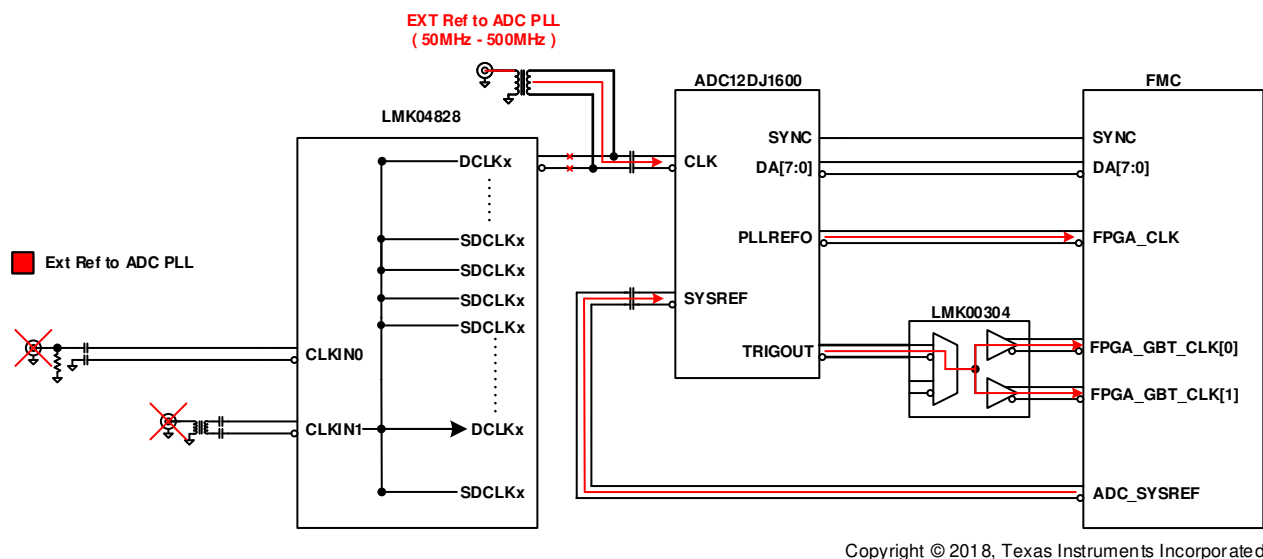 EXT Ref to ADC PLL
( 50MHz - 500MHz )
ADC12DJ1600
FMC
LMK04828
DCLKx
CLK
SYNC
SYNC
DA[7:0]
DA[7:0]
SDCLKx
PLLREFO
FPGA_CLK
Ext Ref to ADC PLL
SDCLKx
SDCLKx
SYSREF
SDCLKx
LMK00304
CLKIN0
TRIGOUT
FPGA_GBT_CLK[0]
FPGA_GBT_CLK[1]
CLKIN1
DCLKx
SDCLKx
ADC_SYSREF
Copyright © 2018, Texas Instruments Incorporated